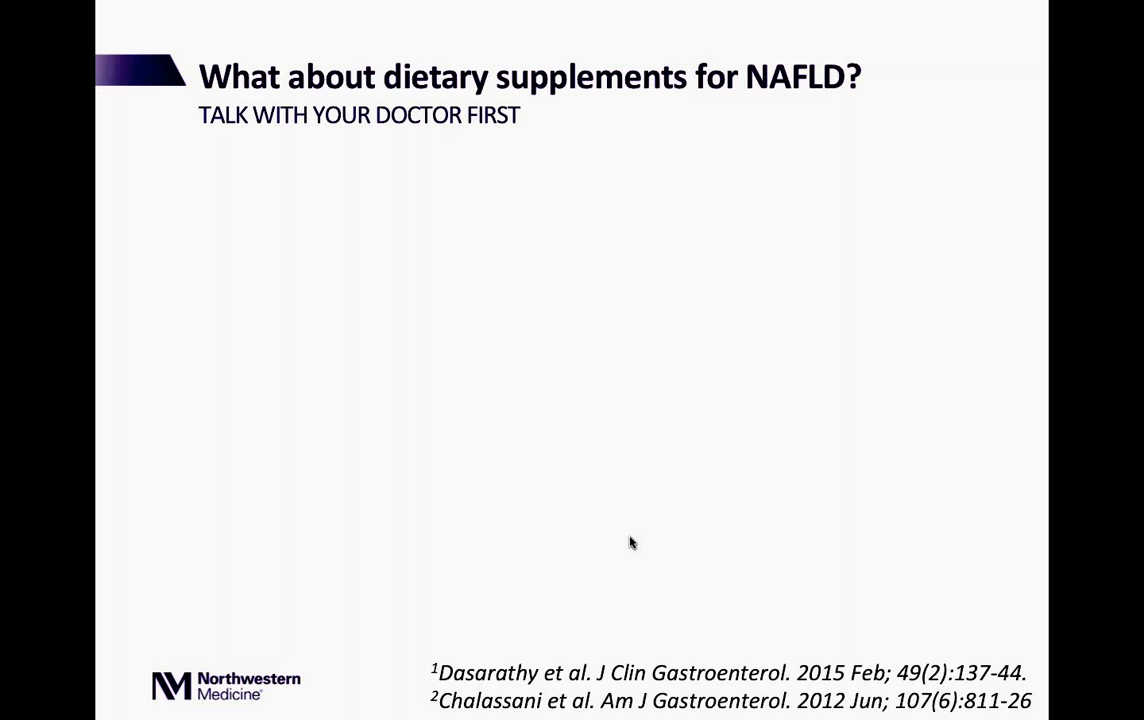 What about dietary supplements for NAFLD?
TALK WITH YOUR DOCTOR FIRST
Northwestern
Medicine®
¹Dasarathy et al. J Clin Gastroenterol. 2015 Feb; 49(2):137-44.
²Chalassani et al. Am J Gastroenterol. 2012 Jun; 107(6):811-26